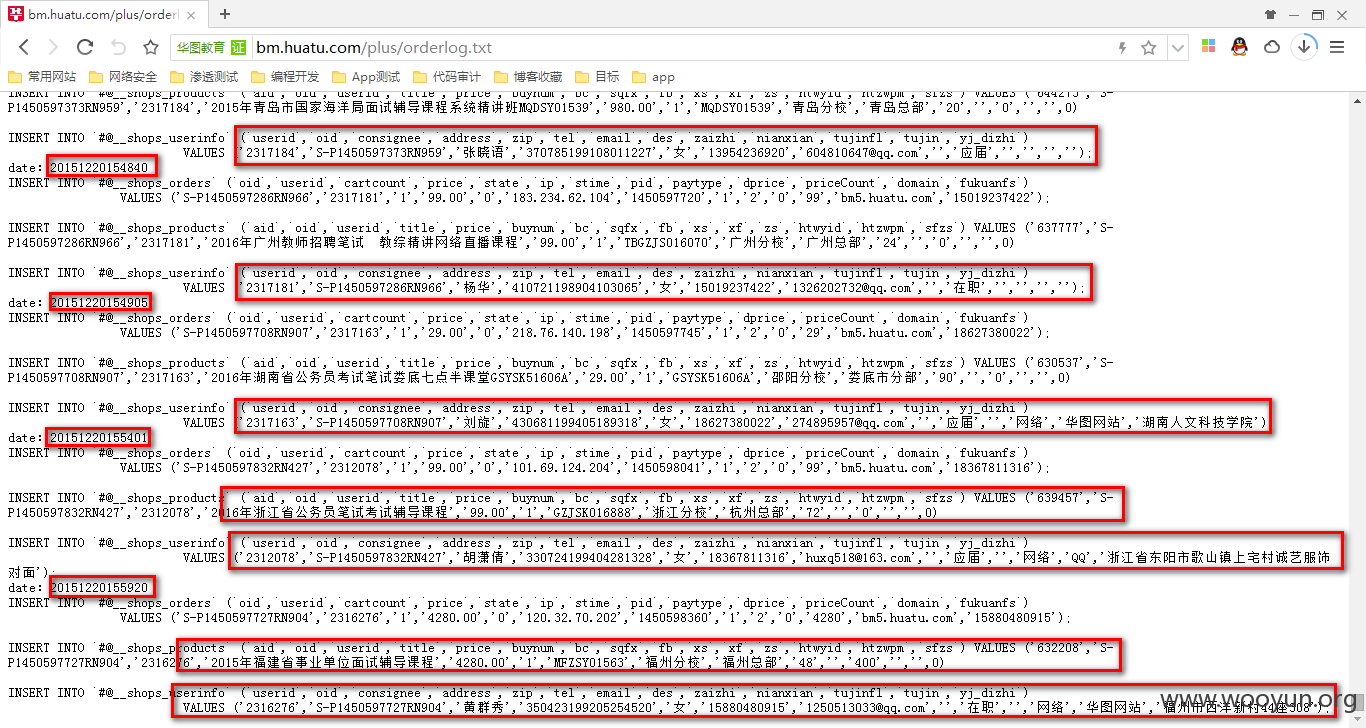 bm.huatu.com/plus/orderl
华图教育 证 bm.huatu.com/plus/orderlog.txt
常用网站 网络安全 渗透测试 编程开发 App测试 代码审计 博客收藏 目标 app
INSERT INTO `#@__shops_products` (`aid`,`oid`,`userid`,`title`,`price`,`buynum`,`bc`,`sqfx`,`fb`,`xs`,`xf`,`zs`,`htwyid`,`htzwpm`,`sfzs`) VALUES ('644275','S-
P1450597373RN959','2317184','2015年青岛市国家海洋局面试辅导课程系统精讲班MQDSY01539','980.00','1','MQDSY01539','青岛分校','青岛总部','20','','0','','',0)
INSERT INTO `#@__shops_userinfo` (`userid`,`oid`,`consignee`,`address`,`zip`,`tel`,`email`,`des`,`zaizhi`,`nianxian`,`tujinfl`,`tujin`,`yj_dizhi`)
VALUES ('2317184','S-P1450597373RN959','张晓语','370785199108011227','女','13954236920','604810647@qq.com','','应届','','','','');
date: 20151220154840
INSERT INTO `#@__shops_orders` (`oid`,`userid`,`cartcount`,`price`,`state`,`ip`,`stime`,`pid`,`paytype`,`dprice`,`priceCount`,`domain`,`fukuanfs`)
VALUES ('S-P1450597286RN966','2317181','1','99.00','0','183.234.62.104','1450597720','1','2','0','99','bm5.huatu.com','15019237422');
INSERT INTO `#@__shops_products` (`aid`,`oid`,`userid`,`title`,`price`,`buynum`,`bc`,`sqfx`,`fb`,`xs`,`xf`,`zs`,`htwyid`,`htzwpm`,`sfzs`) VALUES ('637777','S-
P1450597286RN966','2317181','2016年广州教师招聘笔试　教综精讲网络直播课程','99.00','1','TBGZJS016070','广州分校','广州总部','24','','0','','',0)
INSERT INTO `#@__shops_userinfo` (`userid`,`oid`,`consignee`,`address`,`zip`,`tel`,`email`,`des`,`zaizhi`,`nianxian`,`tujinfl`,`tujin`,`yj_dizhi`)
VALUES ('2317181','S-P1450597286RN966','杨华','410721198904103065','女','15019237422','1326202732@qq.com','','在职','','','','');
date: 20151220154905
INSERT INTO `#@__shops_orders` (`oid`,`userid`,`cartcount`,`price`,`state`,`ip`,`stime`,`pid`,`paytype`,`dprice`,`priceCount`,`domain`,`fukuanfs`)
VALUES ('S-P1450597708RN907','2317163','1','29.00','0','218.76.140.198','1450597745','1','2','0','29','bm5.huatu.com','18627380022');
INSERT INTO `#@__shops_products` (`aid`,`oid`,`userid`,`title`,`price`,`buynum`,`bc`,`sqfx`,`fb`,`xs`,`xf`,`zs`,`htwyid`,`htzwpm`,`sfzs`) VALUES ('630537','S-
P1450597708RN907','2317163','2016年湖南省公务员考试笔试娄底七点半课堂GSYSK51606A','29.00','1','GSYSK51606A','邵阳分校','娄底市分部','90','','0','','',0)
INSERT INTO `#@__shops_userinfo` (`userid`,`oid`,`consignee`,`address`,`zip`,`tel`,`email`,`des`,`zaizhi`,`nianxian`,`tujinfl`,`tujin`,`yj_dizhi`)
VALUES ('2317163','S-P1450597708RN907','刘旋','430681199405189318','女','18627380022','274895957@qq.com','','应届','','网络','华图网站','湖南人文科技学院')
date: 20151220155401
INSERT INTO `#@__shops_orders` (`oid`,`userid`,`cartcount`,`price`,`state`,`ip`,`stime`,`pid`,`paytype`,`dprice`,`priceCount`,`domain`,`fukuanfs`)
VALUES ('S-P1450597832RN427','2312078','1','99.00','0','101.69.124.204','1450598041','1','2','0','99','bm5.huatu.com','18367811316');
INSERT INTO `#@__shops_products` (`aid`,`oid`,`userid`,`title`,`price`,`buynum`,`bc`,`sqfx`,`fb`,`xs`,`xf`,`zs`,`htwyid`,`htzwpm`,`sfzs`) VALUES ('639457','S-
P1450597832RN427','2312078','2016年浙江省公务员笔试考试辅导课程','99.00','1','GZJSK016888','浙江分校','杭州总部','72','','0','','',0)
INSERT INTO `#@__shops_userinfo` (`userid`,`oid`,`consignee`,`address`,`zip`,`tel`,`email`,`des`,`zaizhi`,`nianxian`,`tujinfl`,`tujin`,`yj_dizhi`)
VALUES ('2312078','S-P1450597832RN427','胡潇倩','330724199404281328','女','18367811316','huxq518@163.com','','应届','','网络','QQ','浙江省东阳市歌山镇上宅村诚艺服饰
对面');
date: 20151220155920
INSERT INTO `#@__shops_orders` (`oid`,`userid`,`cartcount`,`price`,`state`,`ip`,`stime`,`pid`,`paytype`,`dprice`,`priceCount`,`domain`,`fukuanfs`)
VALUES ('S-P1450597727RN904','2316276','1','4280.00','0','120.32.70.202','1450598360','1','2','0','4280','bm5.huatu.com','15880480915');
INSERT INTO `#@__shops_products` (`aid`,`oid`,`userid`,`title`,`price`,`buynum`,`bc`,`sqfx`,`fb`,`xs`,`xf`,`zs`,`htwyid`,`htzwpm`,`sfzs`) VALUES ('632208','S-
P1450597727RN904','2316276','2015年福建省事业单位面试辅导课程','4280.00','1','MFZSY01563','福州分校','福州总部','48','','400','','',0)
INSERT INTO `#@__shops_userinfo` (`userid`,`oid`,`consignee`,`address`,`zip`,`tel`,`email`,`des`,`zaizhi`,`nianxian`,`tujinfl`,`tujin`,`yj_dizhi`)
VALUES ('2316276','S-P1450597727RN904','黄群秀','350423199205254520','女','15880480915','1250513033@qq.com','','在职','','网络','华图网站','福州市西洋新村
www.wooyun.org